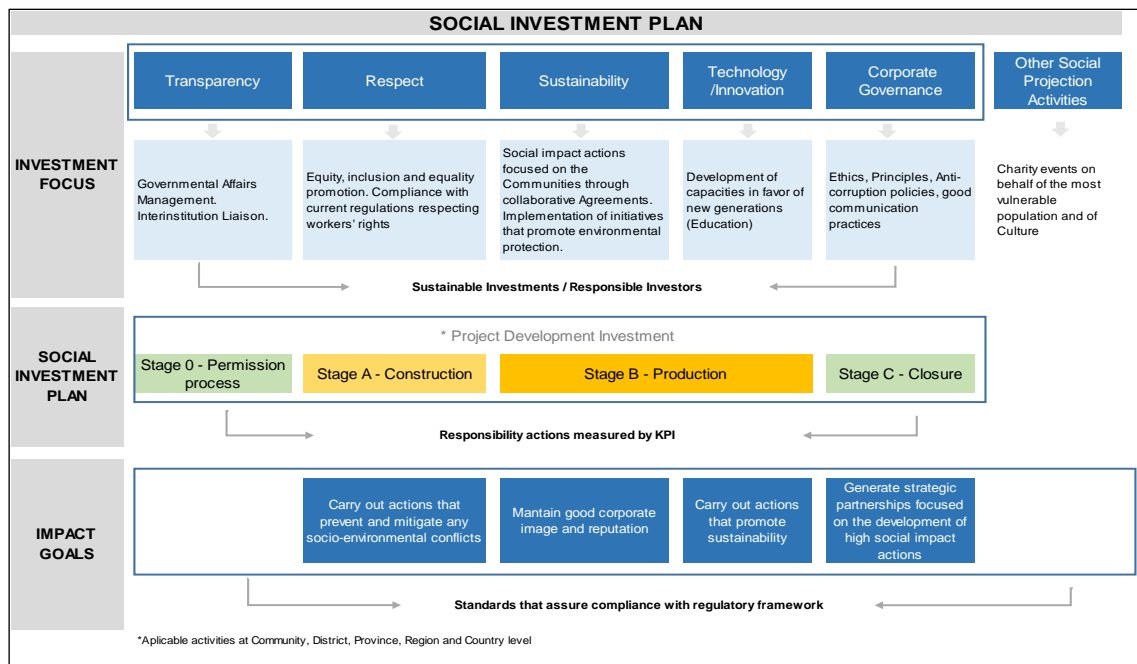 SOCIAL INVESTMENT PLAN
Transparency
Respect
Sustainability
Technology
/Innovation
Corporate
Governance
Other Social
Projection
Activities
INVESTMENT
FOCUS
Governmental Affairs
Management.
Interinstitution Liaison.
Equity, inclusion and equality
promotion. Compliance with
current regulations respecting
workers' rights
Social impact actions
focused on the
Communities through
collaborative Agreements.
Implementation of initiatives
that promote environmental
protection.
Development of
capacities in favor of
new generations
(Education)
Ethics, Principles, Anti-
corruption policies, good
communication
practices
Charity events on
behalf of the most
vulnerable
population and of
Culture
Sustainable Investments / Responsible Investors
SOCIAL
INVESTMENT
PLAN
* Project Development Investment
Stage 0 - Permission
process
Stage A - Construction
Stage B - Production
Stage C - Closure
Responsibility actions measured by KPI
IMPACT
GOALS
Carry out actions that
prevent and mitigate any
socio-environmental conflicts
Mantain good corporate
image and reputation
Carry out actions
that promote
sustainability
Generate strategic
partnerships focused
on the development of
high social impact
actions
Standards that assure compliance with regulatory framework
*Aplicable activities at Community, District, Province, Region and Country level